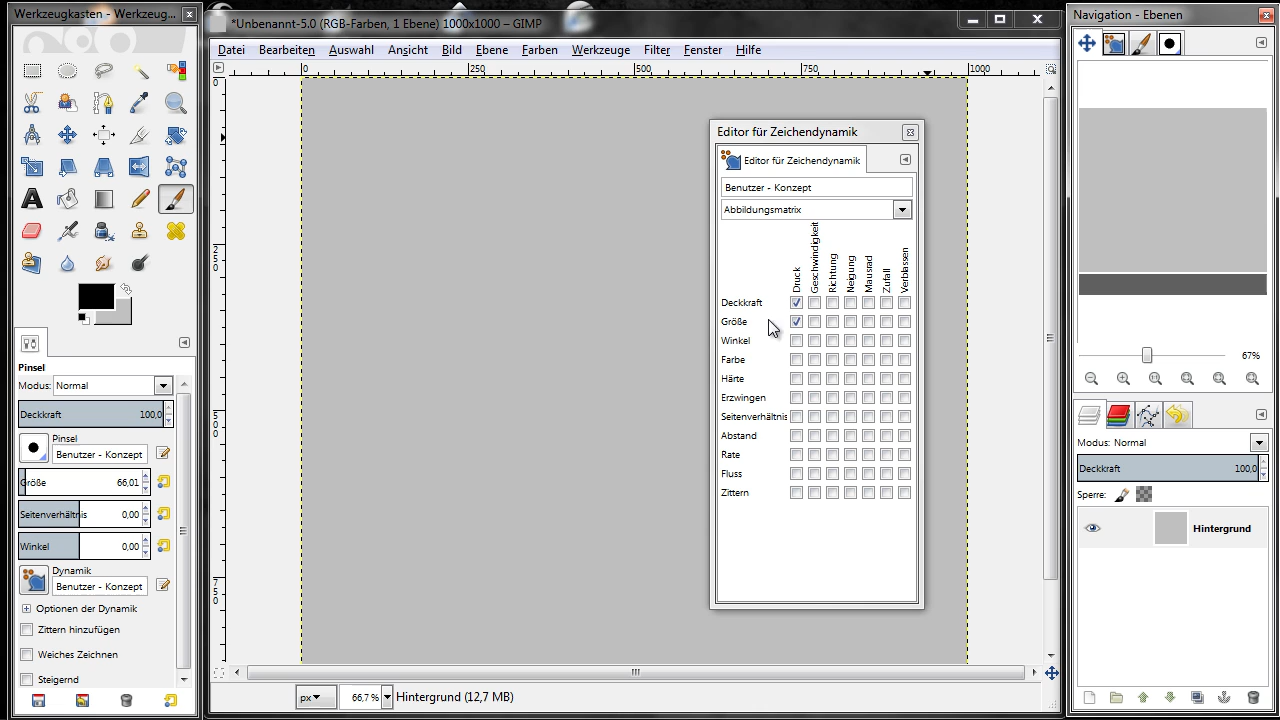 Werkzeugkasten - Werkzeug...
*Unbenannt-5.0 (RGB-Farben, 1 Ebene) 1000x1000 – GIMP
Navigation - Ebenen
Datei Bearbeiten Auswahl Ansicht Bild Ebene Farben Werkzeuge Filter Fenster Hilfe
0 250 500 750 1000
0
250
500
750
Editor für Zeichendynamik
Editor für Zeichendynamik
Benutzer - Konzept
Abbildungsmatrix
Druck Geschwindigkeit Richtung Neigung Mausrad Zufall Verblassen
Deckkraft
Größe
Winkel
Farbe
Härte
Erzwingen
Seitenverhältnis
Abstand
Rate
Fluss
Zittern
Pinsel
Modus: Normal
Deckkraft 100,0
Pinsel
Benutzer - Konzept
Größe 66,01
Seitenverhältnis 0,00
Winkel 0,00
Dynamik
Benutzer - Konzept
Optionen der Dynamik
Zittern hinzufügen
Weiches Zeichnen
Steigernd
px 66,7 % Hintergrund (12,7 MB)
67%
Modus: Normal
Deckkraft 100,0
Sperre:
Hintergrund